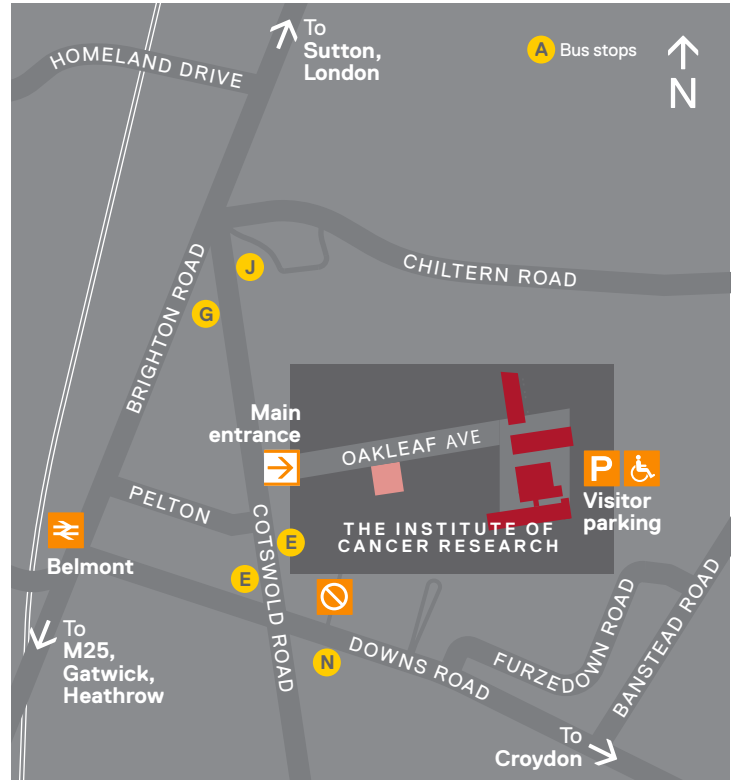 To
Sutton,
London
A Bus stops
N
HOMELAND DRIVE
J
CHILTERN ROAD
G
BRIGHTON ROAD
Main
entrance
OAKLEAF AVE
P
Visitor
parking
PELTON
THE INSTITUTE OF
CANCER RESEARCH
E
Belmont
E
COTSWOLD ROAD
To
M25,
Gatwick,
Heathrow
N
DOWNS ROAD
FURZEDOWN ROAD
BANSTEAD ROAD
To
Croydon